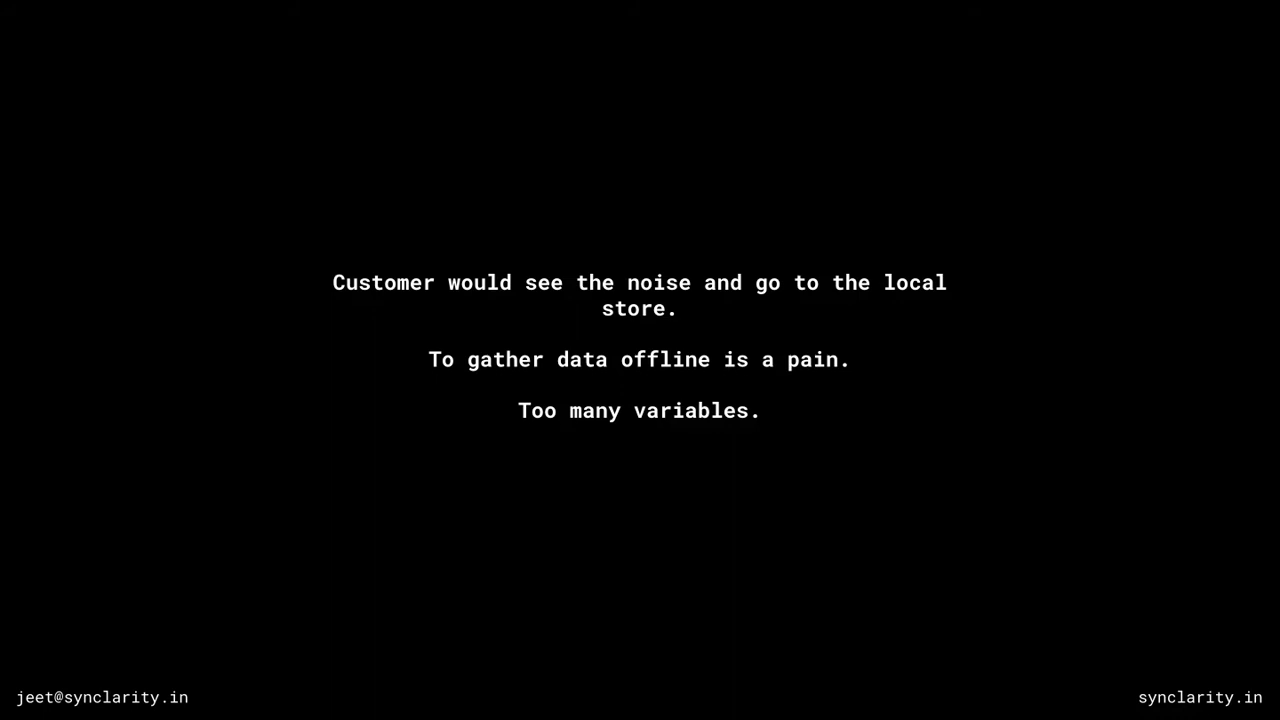 Customer would see the noise and go to the local
store.
To gather data offline is a pain.
Too many variables.
jeet@synclarity.in
synclarity.in